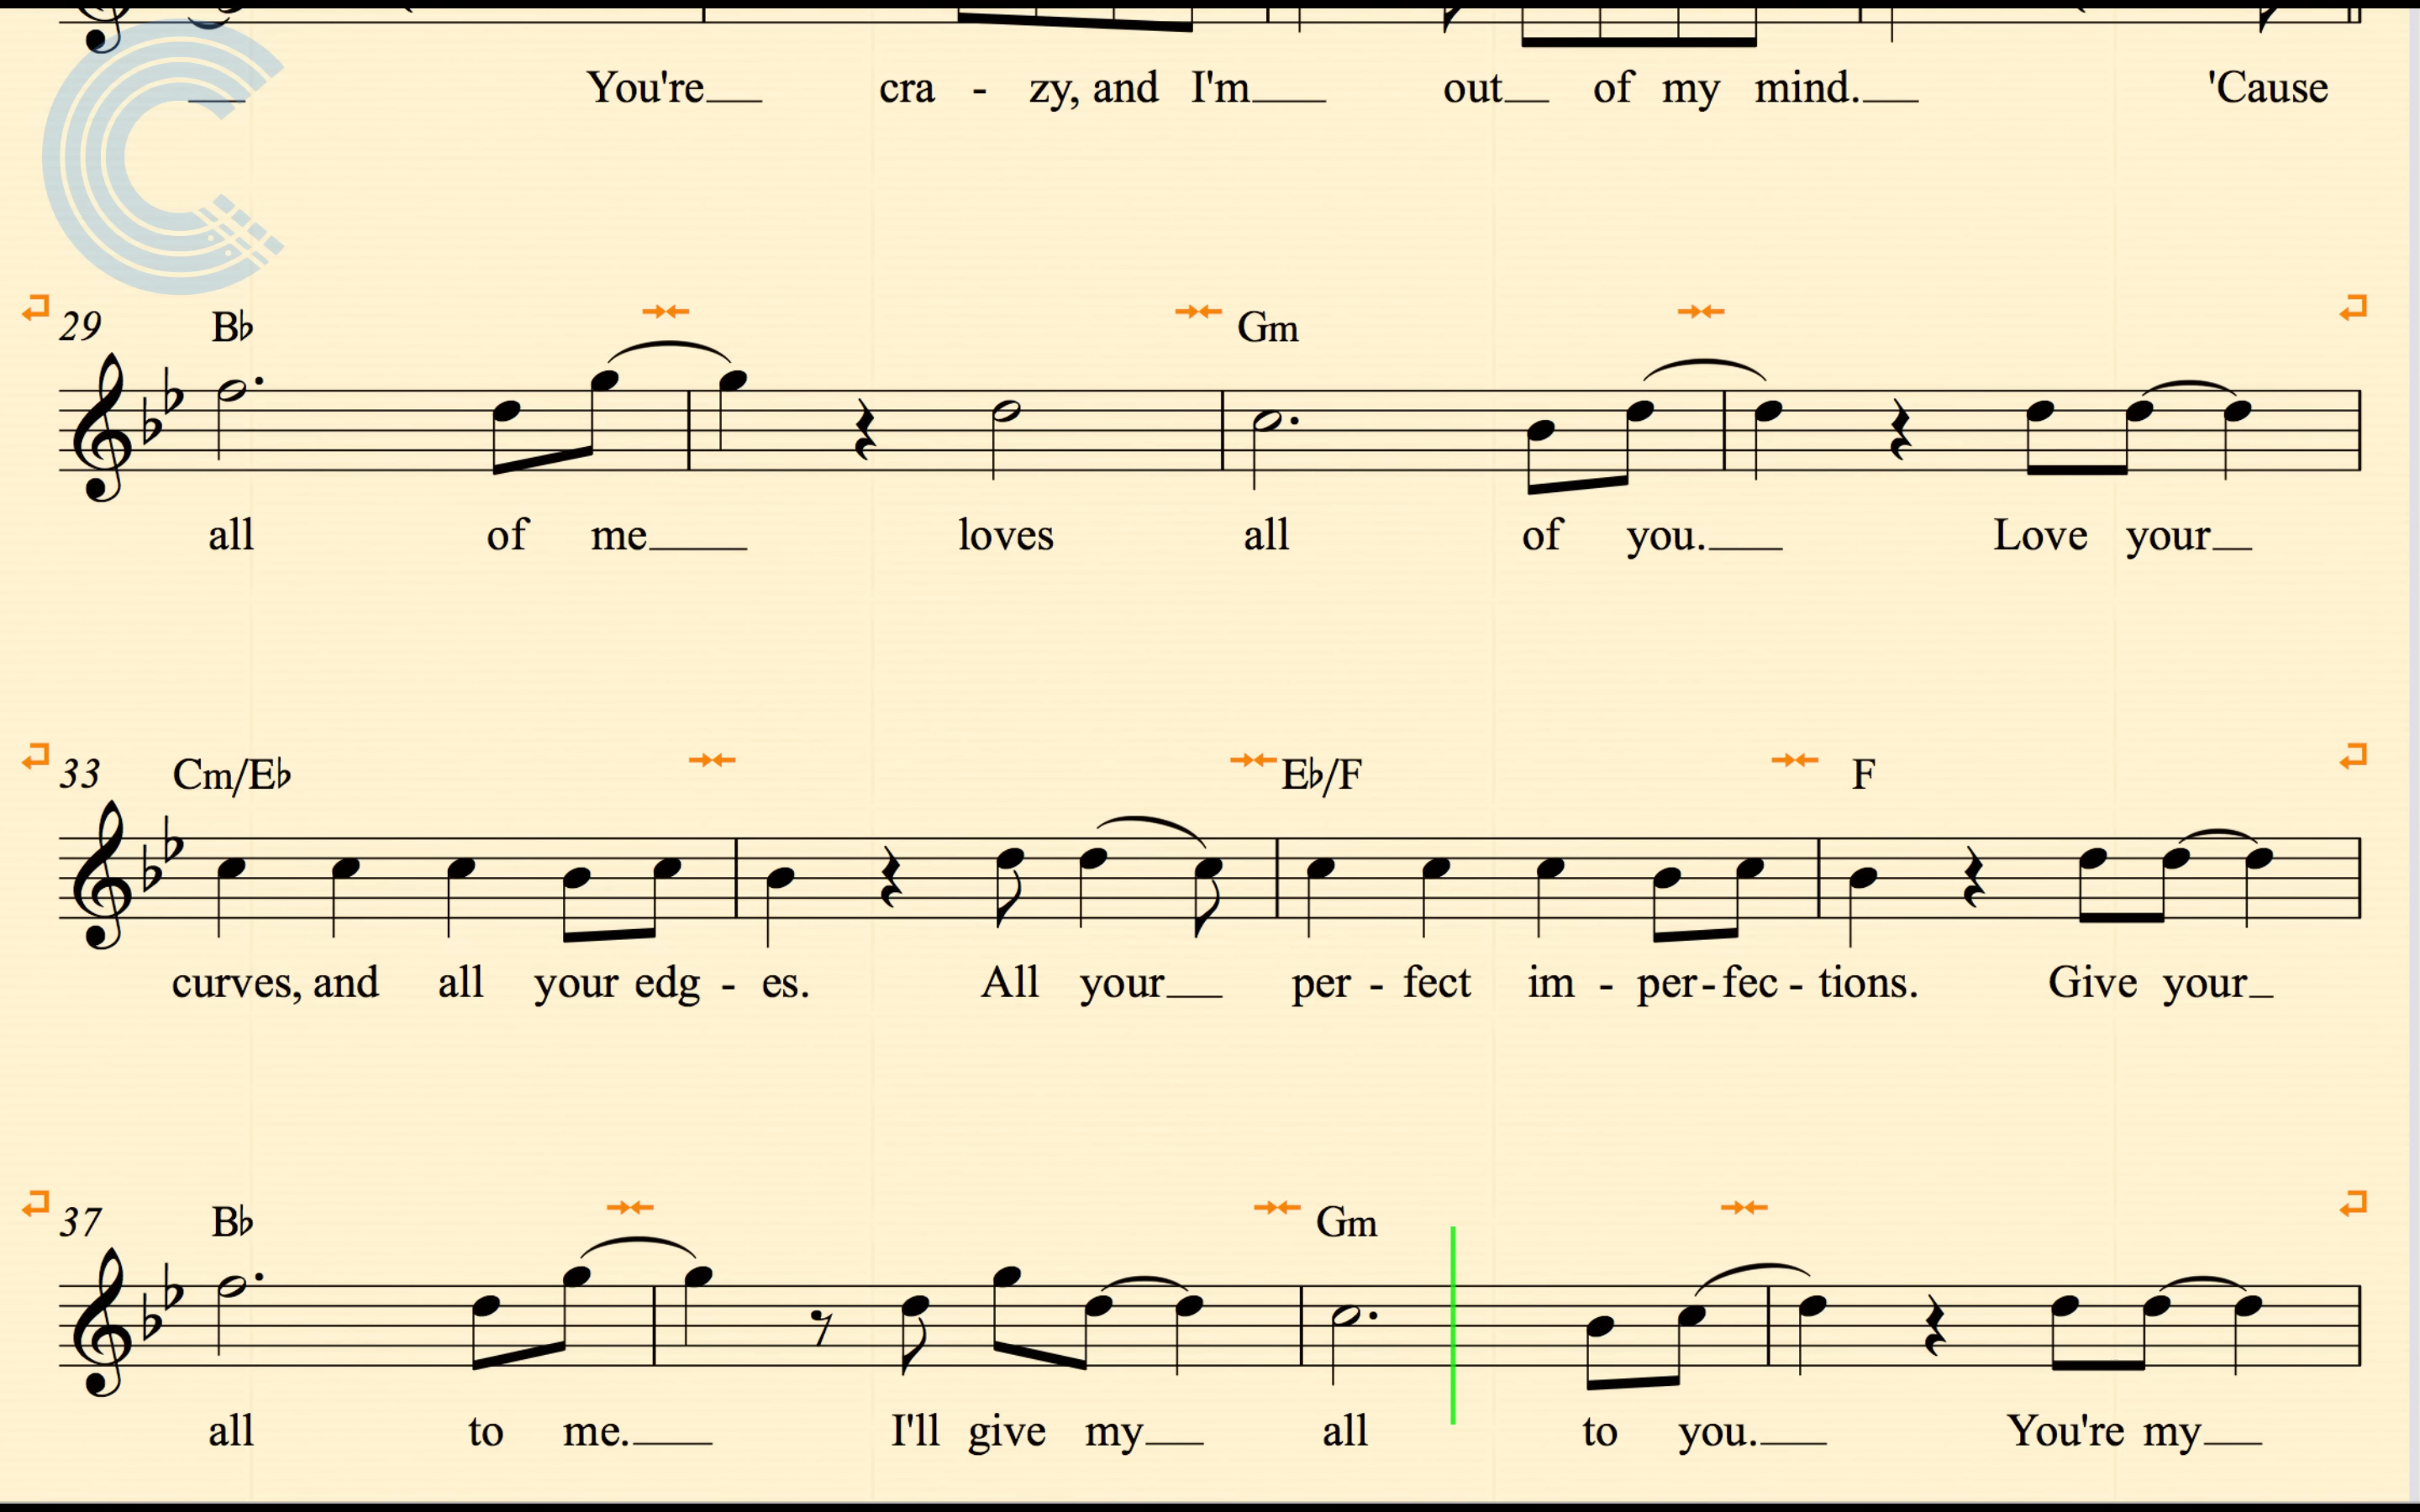 You're cra - zy, and I'm out of my mind. 'Cause
29 B♭ Gm
all of me loves all of you. Love your
33 Cm/E♭ E♭/F F
curves, and all your edg - es. All your per - fect im - per - fec - tions. Give your
37 B♭ Gm
all to me. I'll give my all to you. You're my